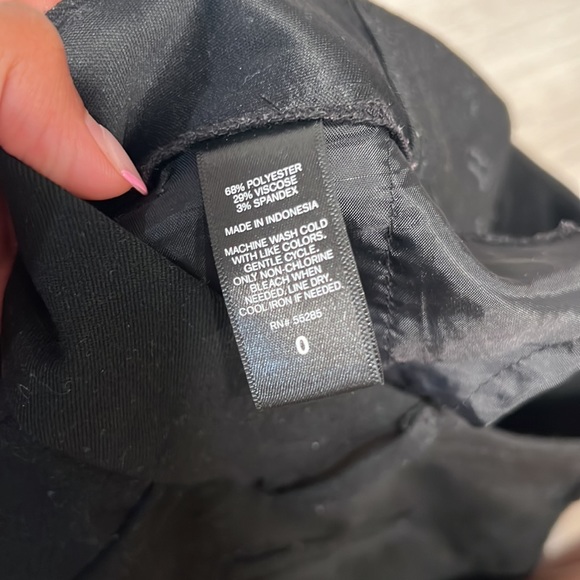 68% POLYESTER
29% VISCOSE
3% SPANDEX
MADE IN INDONESIA
MACHINE WASH COLD
WITH LIKE COLORS.
GENTLE CYCLE.
ONLY NON-CHLORINE
BLEACH WHEN
NEEDED. LINE DRY.
COOL IRON IF NEEDED.
RN# 55285
0